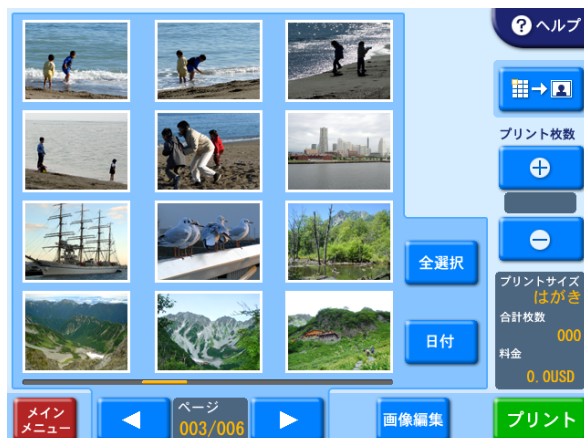 ? ヘルプ
プリント枚数
全選択
日付
プリントサイズ
はがき
合計枚数
000
料金
0.0USD
メイン
メニュー
ページ
003/006
画像編集
プリント